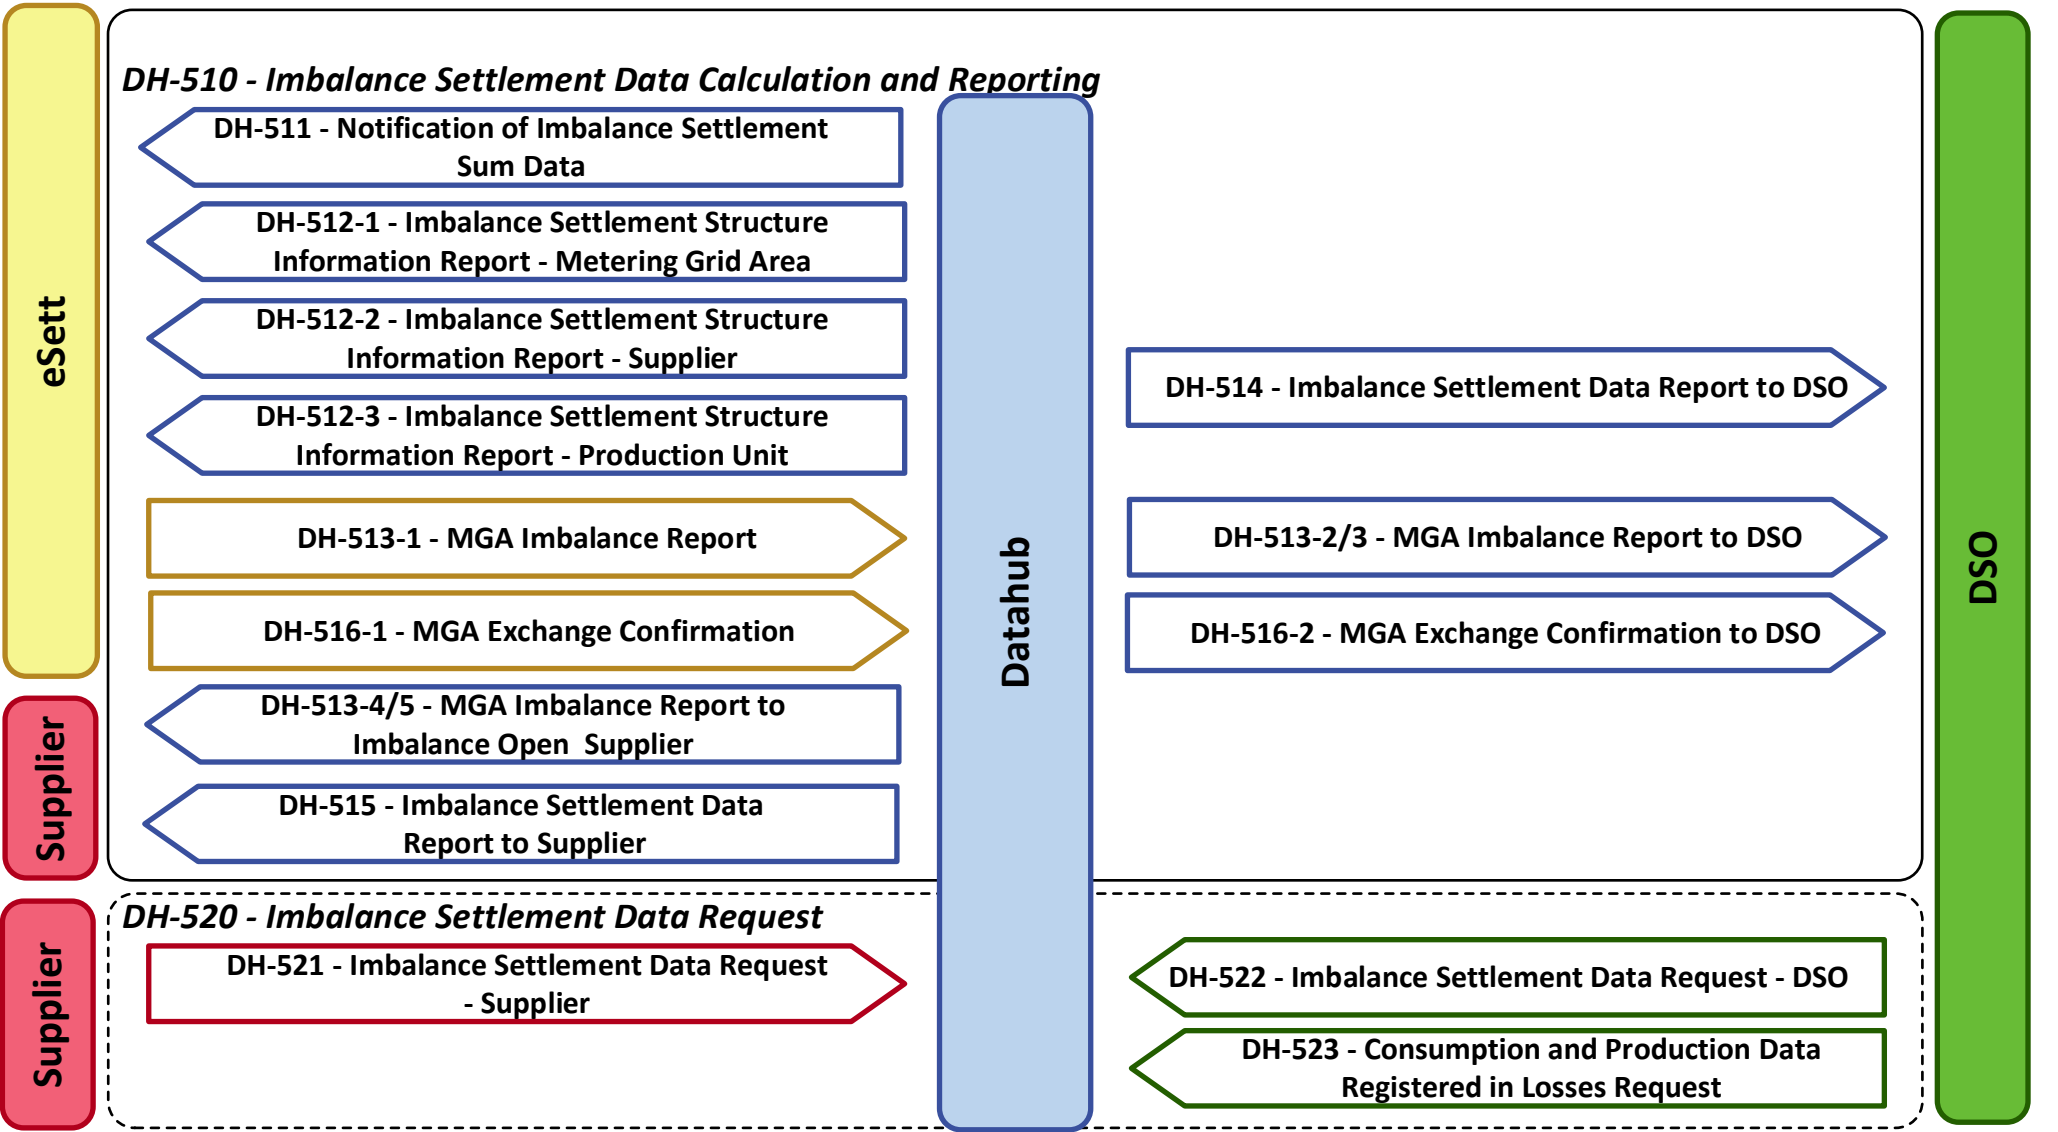 DH-510 - Imbalance Settlement Data Calculation and Reporting
eSett
DH-511 - Notification of Imbalance Settlement
Sum Data
DH-512-1 - Imbalance Settlement Structure
Information Report - Metering Grid Area
DH-512-2 - Imbalance Settlement Structure
Information Report - Supplier
DH-512-3 - Imbalance Settlement Structure
Information Report - Production Unit
DH-513-1 - MGA Imbalance Report
DH-516-1 - MGA Exchange Confirmation
Supplier
DH-513-4/5 - MGA Imbalance Report to
Imbalance Open  Supplier
DH-515 - Imbalance Settlement Data
Report to Supplier
Datahub
DH-514 - Imbalance Settlement Data Report to DSO
DH-513-2/3 - MGA Imbalance Report to DSO
DH-516-2 - MGA Exchange Confirmation to DSO
DSO
DH-520 - Imbalance Settlement Data Request
Supplier
DH-521 - Imbalance Settlement Data Request
- Supplier
DH-522 - Imbalance Settlement Data Request - DSO
DH-523 - Consumption and Production Data
Registered in Losses Request